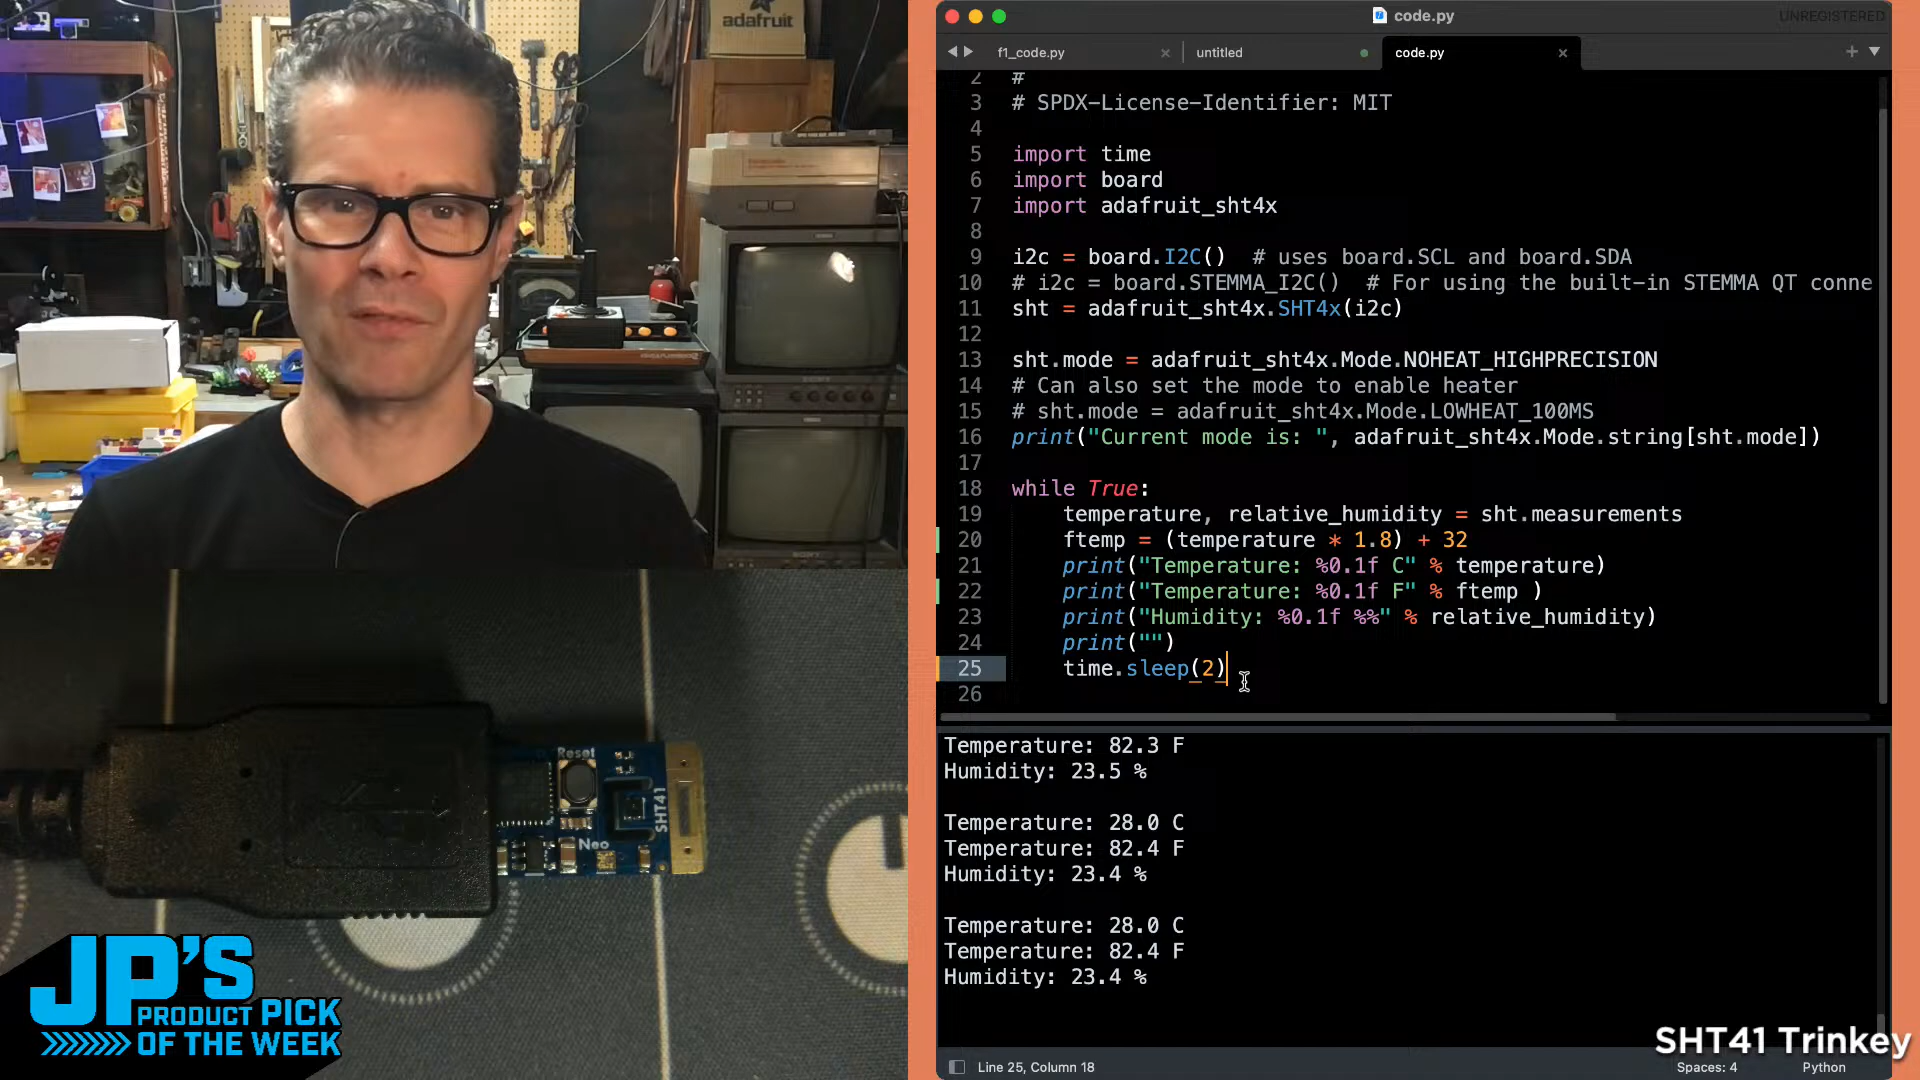 adafruit
Reset
SHT41
Neo
JP'S
PRODUCT PICK
OF THE WEEK
code.py
UNREGISTERED
f1_code.py
untitled
code.py
2 #
3 # SPDX-License-Identifier: MIT
4
5 import time
6 import board
7 import adafruit_sht4x
8
9 i2c = board.I2C()  # uses board.SCL and board.SDA
10 # i2c = board.STEMMA_I2C()  # For using the built-in STEMMA QT conne
11 sht = adafruit_sht4x.SHT4x(i2c)
12
13 sht.mode = adafruit_sht4x.Mode.NOHEAT_HIGHPRECISION
14 # Can also set the mode to enable heater
15 # sht.mode = adafruit_sht4x.Mode.LOWHEAT_100MS
16 print("Current mode is: ", adafruit_sht4x.Mode.string[sht.mode])
17
18 while True:
19     temperature, relative_humidity = sht.measurements
20     ftemp = (temperature * 1.8) + 32
21     print("Temperature: %0.1f C" % temperature)
22     print("Temperature: %0.1f F" % ftemp )
23     print("Humidity: %0.1f %%" % relative_humidity)
24     print("")
25     time.sleep(2)
26
Temperature: 82.3 F
Humidity: 23.5 %
Temperature: 28.0 C
Temperature: 82.4 F
Humidity: 23.4 %
Temperature: 28.0 C
Temperature: 82.4 F
Humidity: 23.4 %
SHT41 Trinkey
Line 25, Column 18
Spaces: 4
Python